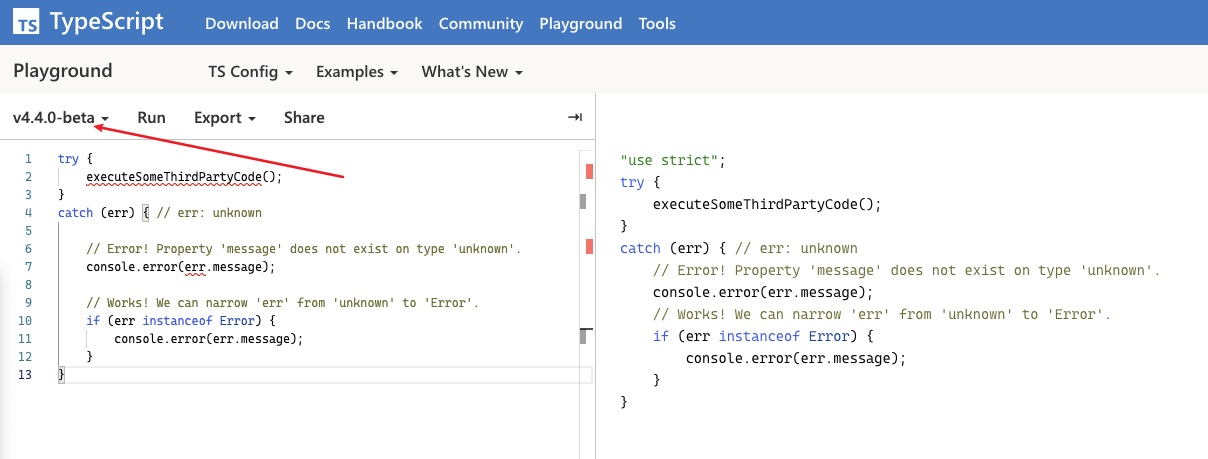 TS TypeScript Download Docs Handbook Community Playground Tools
Playground TS Config Examples What's New
v4.4.0-beta Run Export Share
1 try {
2 executeSomeThirdPartyCode();
3 }
4 catch (err) { // err: unknown
5
6 // Error! Property 'message' does not exist on type 'unknown'.
7 console.error(err.message);
8
9 // Works! We can narrow 'err' from 'unknown' to 'Error'.
10 if (err instanceof Error) {
11 console.error(err.message);
12 }
13 }
"use strict";
try {
executeSomeThirdPartyCode();
}
catch (err) { // err: unknown
// Error! Property 'message' does not exist on type 'unknown'.
console.error(err.message);
// Works! We can narrow 'err' from 'unknown' to 'Error'.
if (err instanceof Error) {
console.error(err.message);
}
}